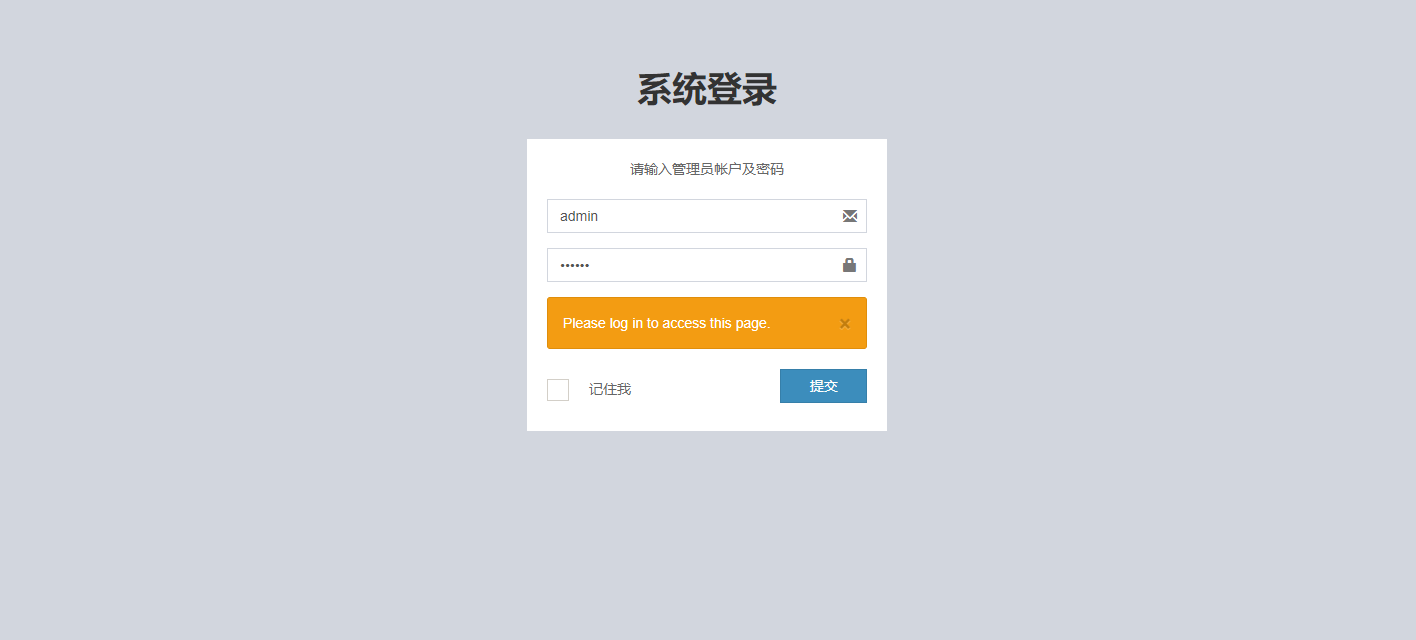 系统登录
请输入管理员帐户及密码
admin
••••••
Please log in to access this page.
×
记住我
提交